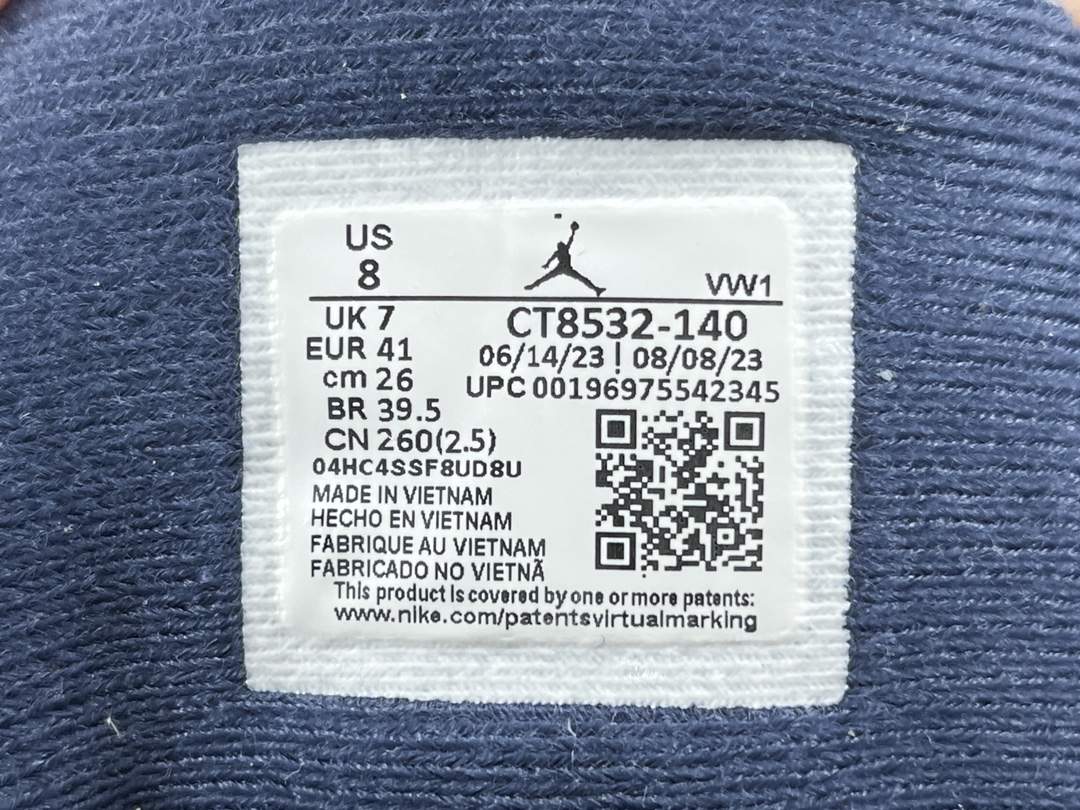 US
8
VW1
UK 7
EUR 41
cm 26
BR 39.5
CN 260(2.5)
CT8532-140
06/14/23 | 08/08/23
UPC 00196975542345
04HC4SSF8UD8U
MADE IN VIETNAM
HECHO EN VIETNAM
FABRIQUE AU VIETNAM
FABRICADO NO VIETNÃ
This product is covered by one or more patents:
www.nike.com/patentsvirtualmarking